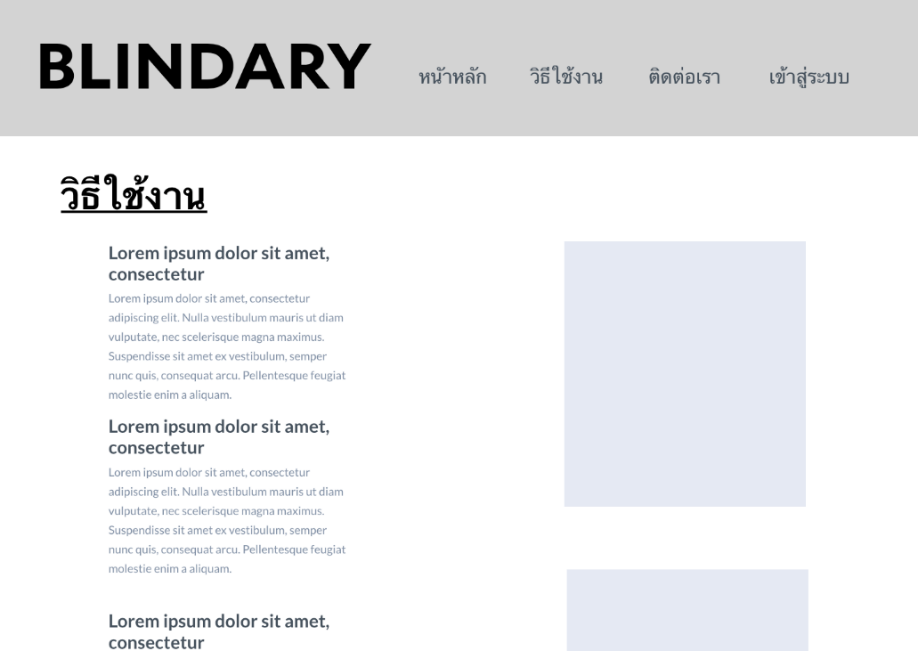 BLINDARY
หน้าหลัก
วิธีใช้งาน
ติดต่อเรา
เข้าสู่ระบบ
วิธีใช้งาน
Lorem ipsum dolor sit amet,
consectetur
Lorem ipsum dolor sit amet, consectetur
adipiscing elit. Nulla vestibulum mauris ut diam
vulputate, nec scelerisque magna maximus.
Suspendisse sit amet ex vestibulum, semper
nunc quis, consequat arcu. Pellentesque feugiat
molestie enim a aliquam.
Lorem ipsum dolor sit amet,
consectetur
Lorem ipsum dolor sit amet, consectetur
adipiscing elit. Nulla vestibulum mauris ut diam
vulputate, nec scelerisque magna maximus.
Suspendisse sit amet ex vestibulum, semper
nunc quis, consequat arcu. Pellentesque feugiat
molestie enim a aliquam.
Lorem ipsum dolor sit amet,
consectetur